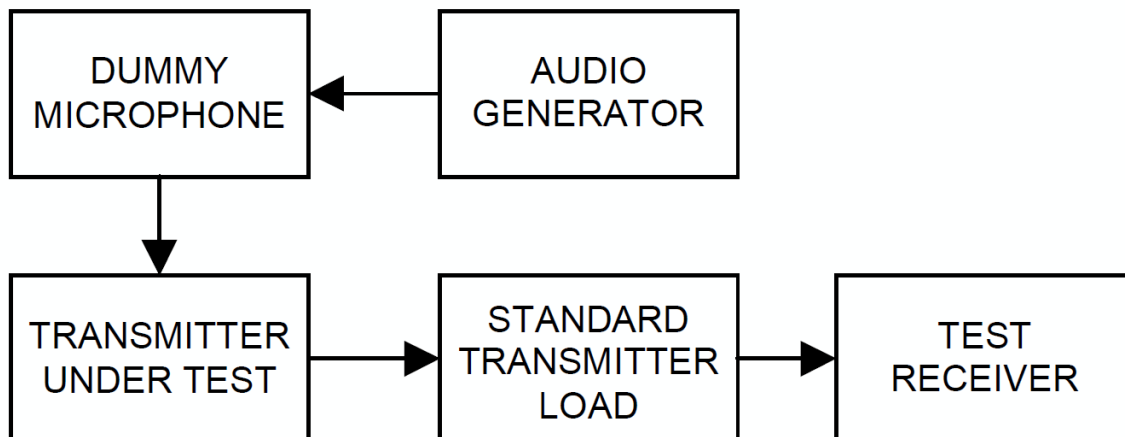 DUMMY
MICROPHONE
AUDIO
GENERATOR
TRANSMITTER
UNDER TEST
STANDARD
TRANSMITTER
LOAD
TEST
RECEIVER